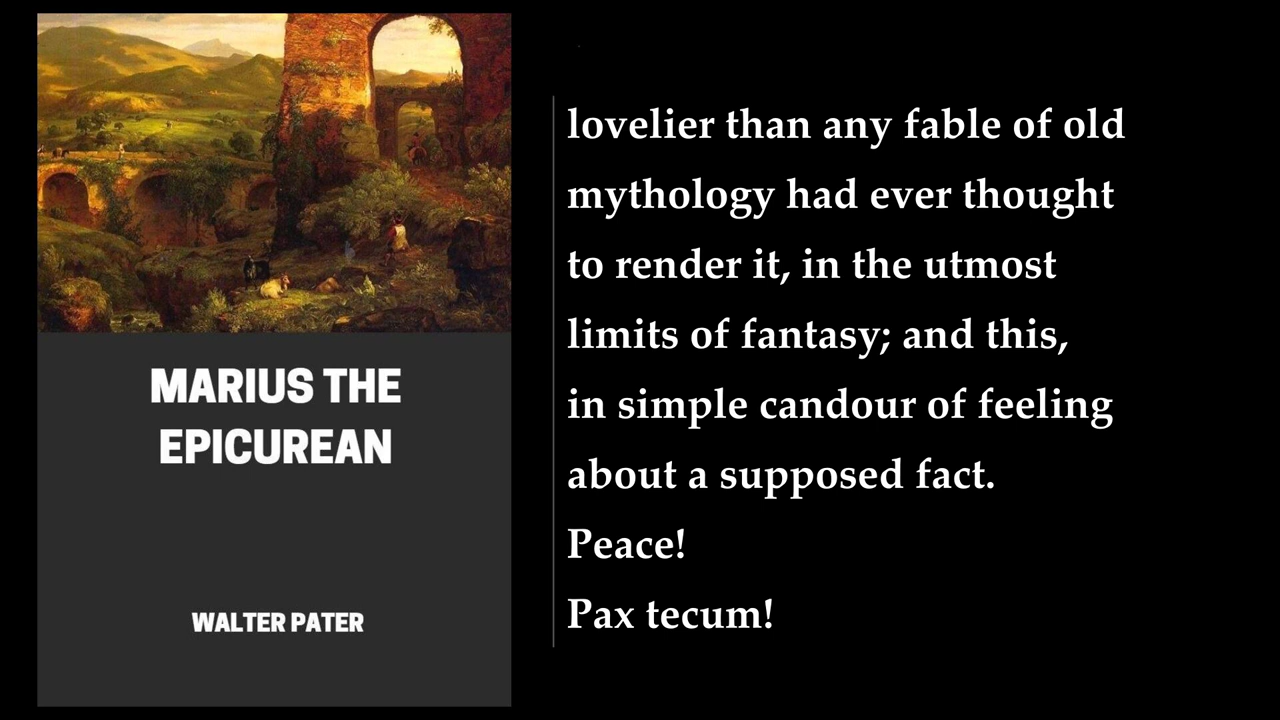 MARIUS THE
EPICUREAN
WALTER PATER
lovelier than any fable of old
mythology had ever thought
to render it, in the utmost
limits of fantasy; and this,
in simple candour of feeling
about a supposed fact.
Peace!
Pax tecum!